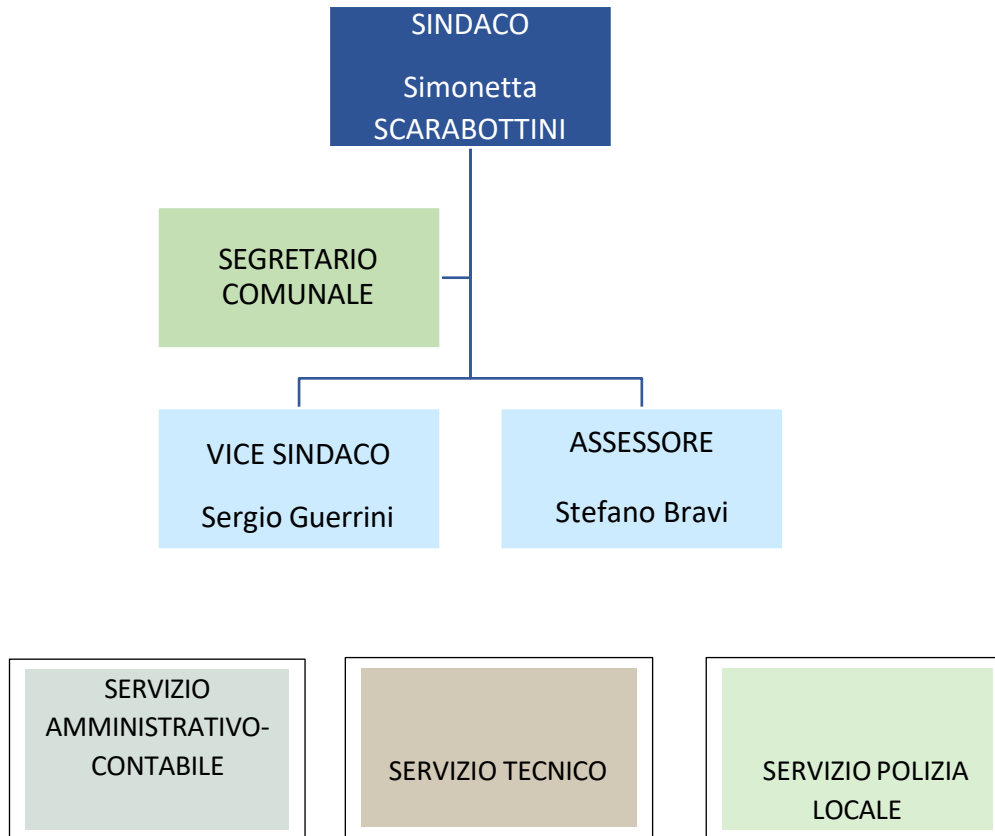 SINDACO
Simonetta
SCARABOTTINI
SEGRETARIO
COMUNALE
VICE SINDACO
Sergio Guerrini
ASSESSORE
Stefano Bravi
SERVIZIO
AMMINISTRATIVO-
CONTABILE
SERVIZIO TECNICO
SERVIZIO POLIZIA
LOCALE